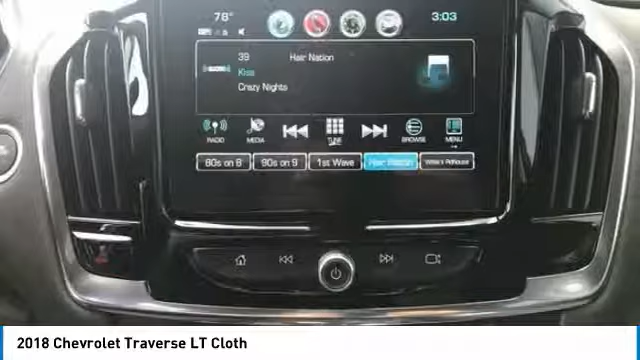 78°
3:03
39
Hair Nation
Kiss
Crazy Nights
RADIO
MEDIA
TUNE
BROWSE
MENU
80s on 8
90s on 9
1st Wave
Hair Nation
2018 Chevrolet Traverse LT Cloth